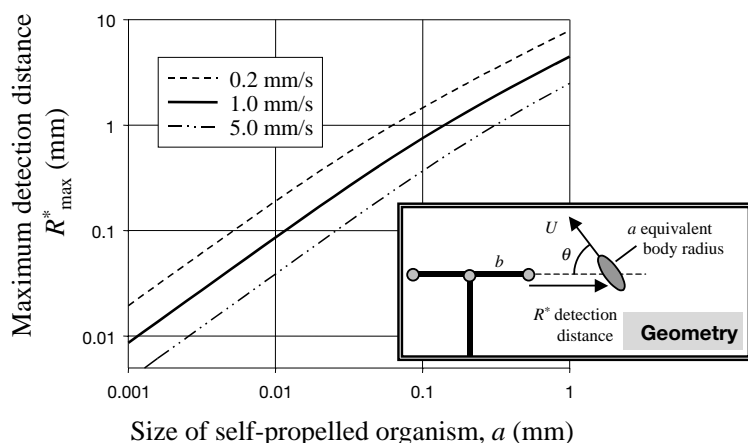 Maximum detection distance
R*max (mm)
10
1
0.1
0.01
0.2 mm/s
1.0 mm/s
5.0 mm/s
0.001
0.01
0.1
1
Size of self-propelled organism, a (mm)
U
a equivalent
body radius
b
θ
R* detection
distance
Geometry